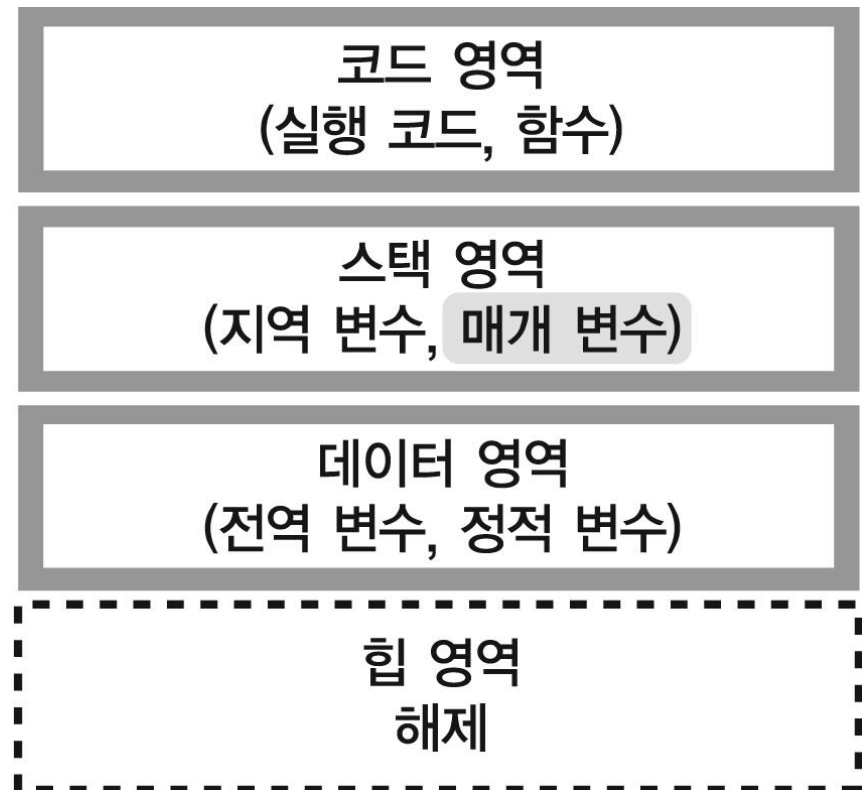 코드 영역
(실행 코드, 함수)
스택 영역
(지역 변수, 매개 변수)
데이터 영역
(전역 변수, 정적 변수)
힙 영역
해제